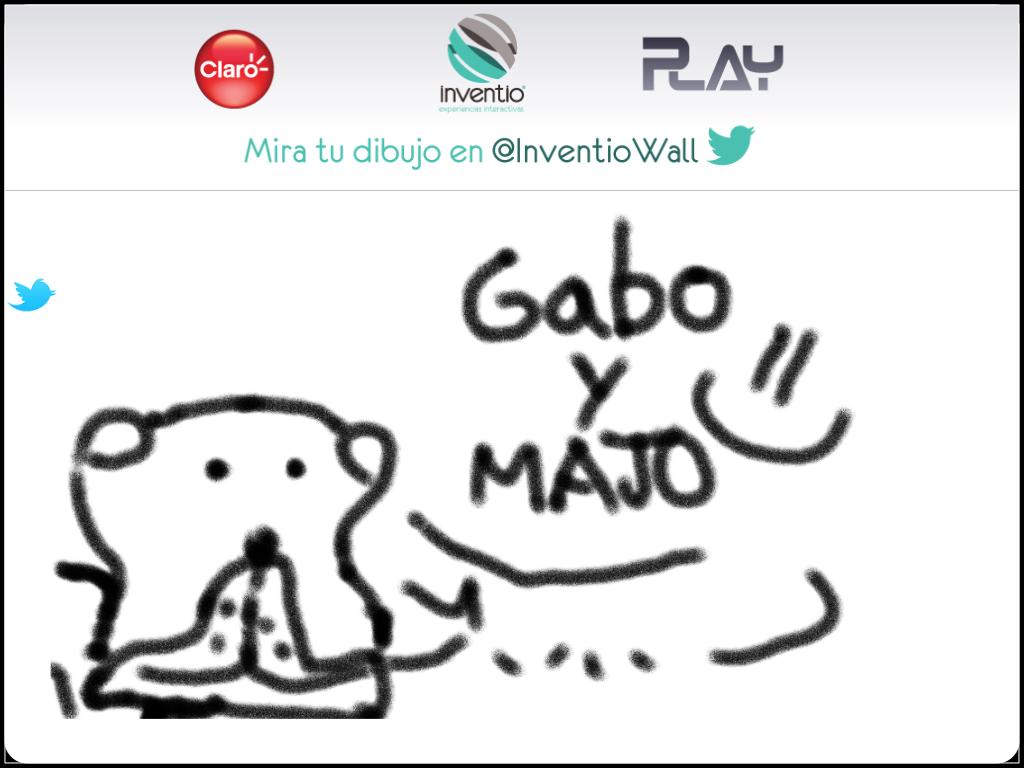 Claro
inventio
experiencias interactivas
PLAY
Mira tu dibujo en @InventioWall
Gabo
y
MAJO